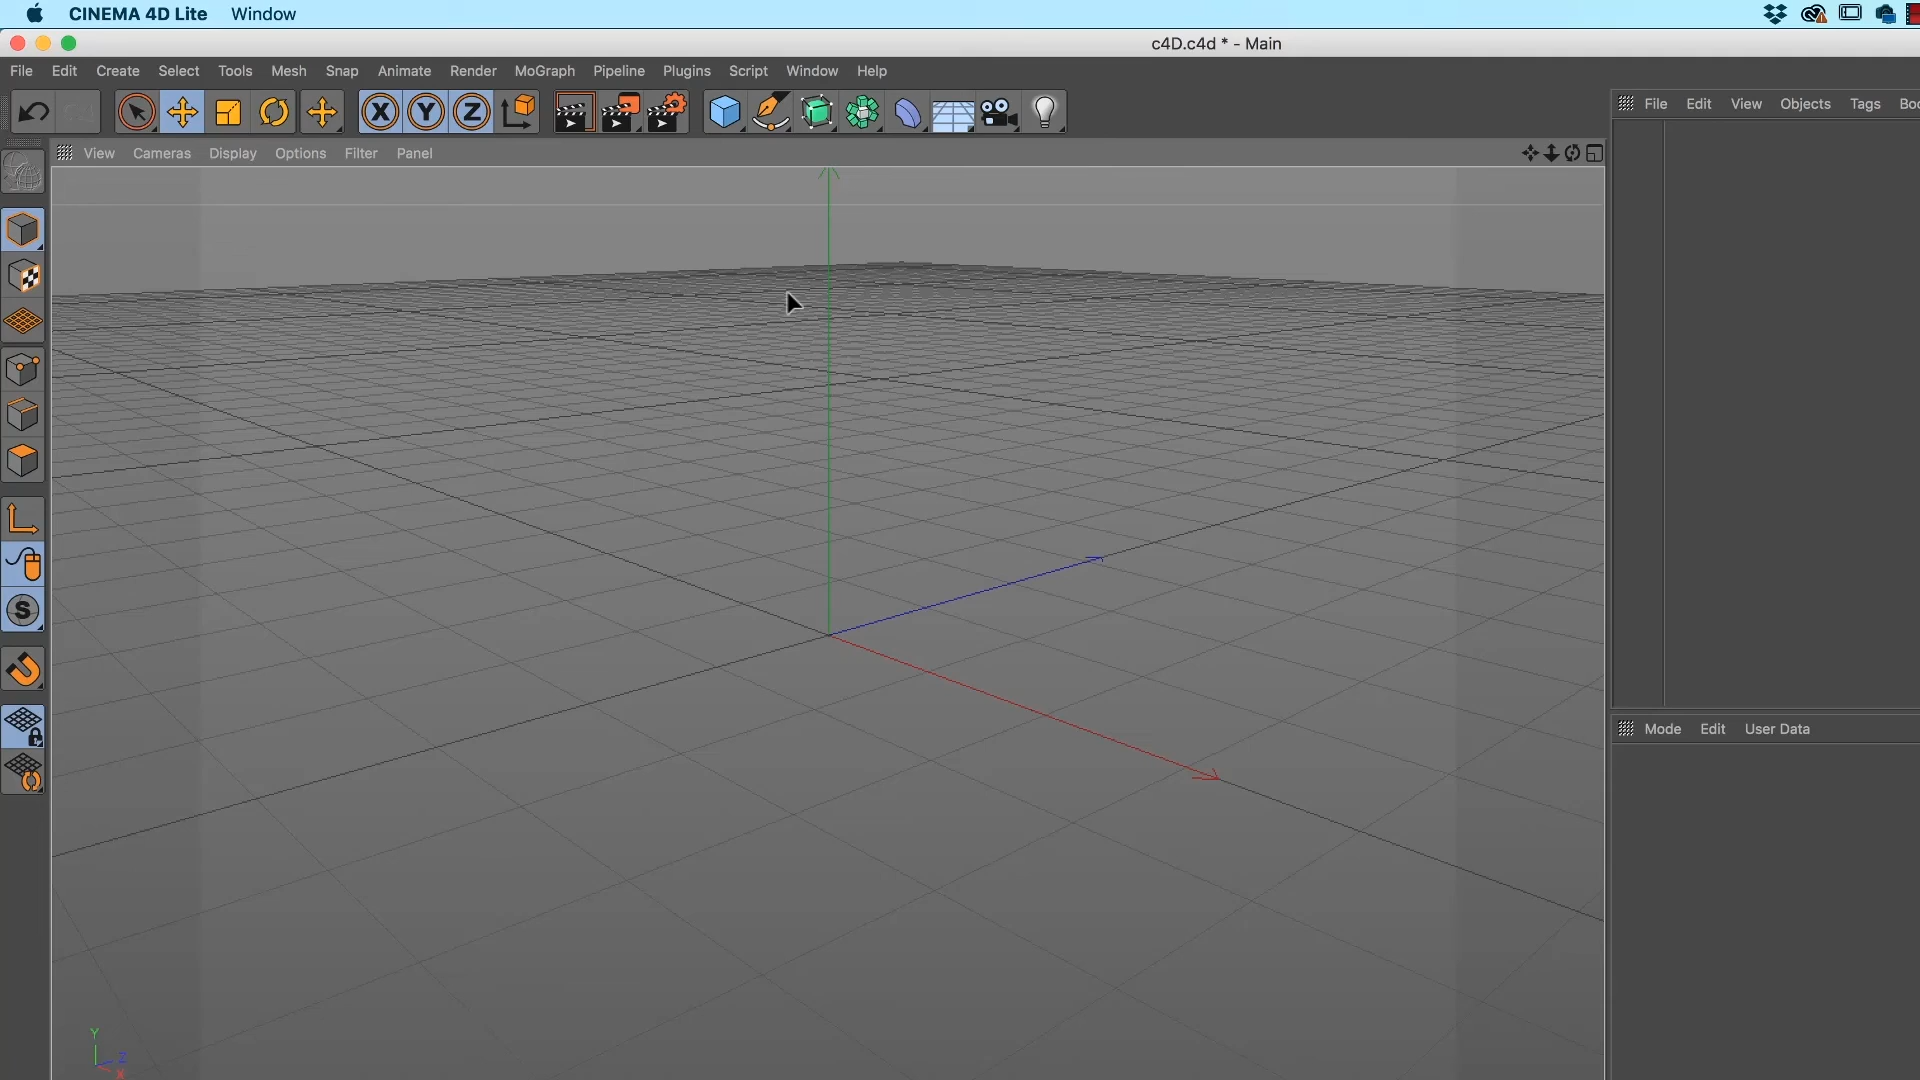 CINEMA 4D Lite Window
c4D.c4d * - Main
File Edit Create Select Tools Mesh Snap Animate Render MoGraph Pipeline Plugins Script Window Help
X Y Z
File Edit View Objects Tags Boo
View Cameras Display Options Filter Panel
S
Mode Edit User Data
Y
Z
X